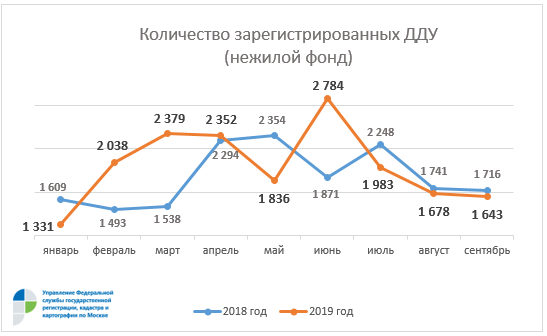 Количество зарегистрированных ДДУ
(нежилой фонд)
2 784
2 379
2 352
2 354
2 248
2 038
2 294
1 609
1 836
1 871
1 983
1 741
1 716
1 331
1 493
1 538
1 678
1 643
январь февраль март апрель май июнь июль август сентябрь
Управление Федеральной
службы государственной
регистрации, кадастра и
картографии по Москве
2018 год 2019 год